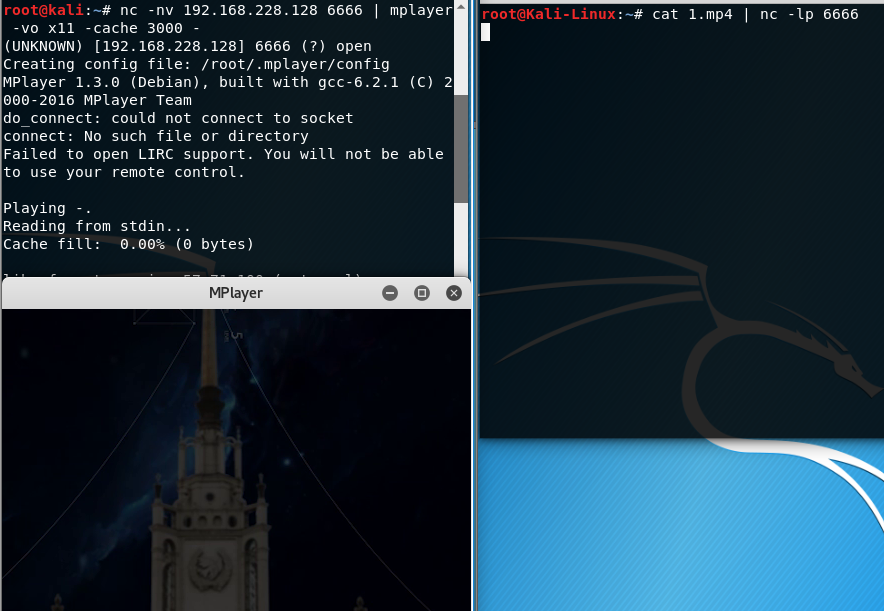 root@kali:~# nc -nv 192.168.228.128 6666 | mplayer
 -vo x11 -cache 3000 -
(UNKNOWN) [192.168.228.128] 6666 (?) open
Creating config file: /root/.mplayer/config
MPlayer 1.3.0 (Debian), built with gcc-6.2.1 (C) 2
000-2016 MPlayer Team
do_connect: could not connect to socket
connect: No such file or directory
Failed to open LIRC support. You will not be able
to use your remote control.

Playing -.
Reading from stdin...
Cache fill:  0.00% (0 bytes)
MPlayer
root@Kali-Linux:~# cat 1.mp4 | nc -lp 6666